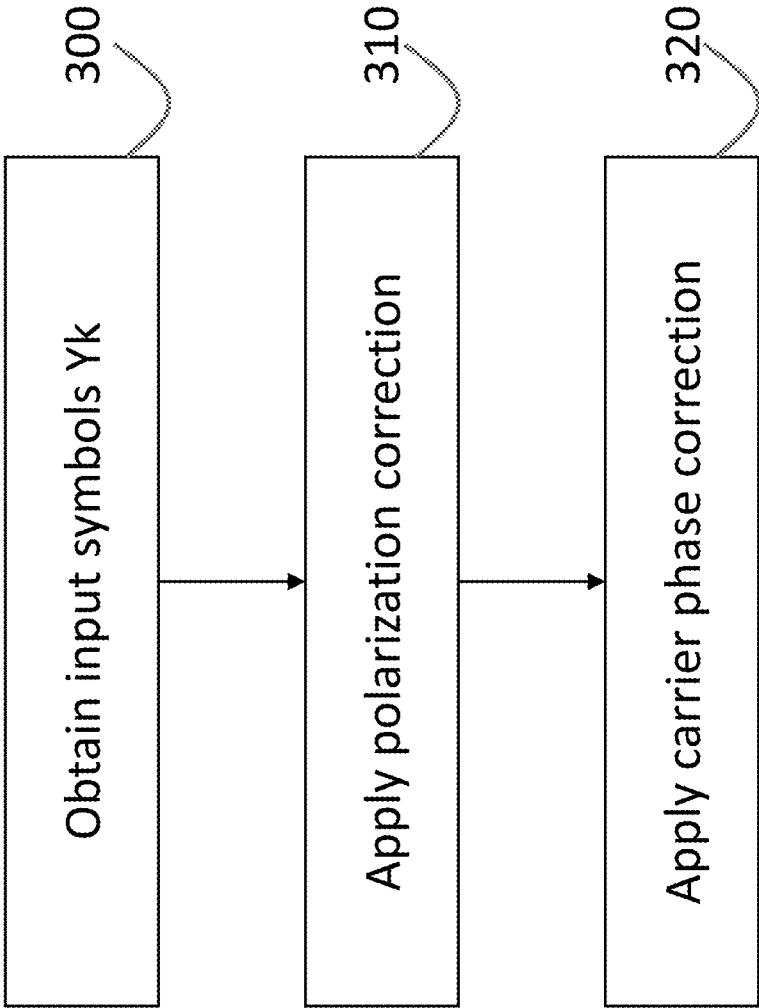 Obtain input symbols Yk
300
Apply polarization correction
310
Apply carrier phase correction
320